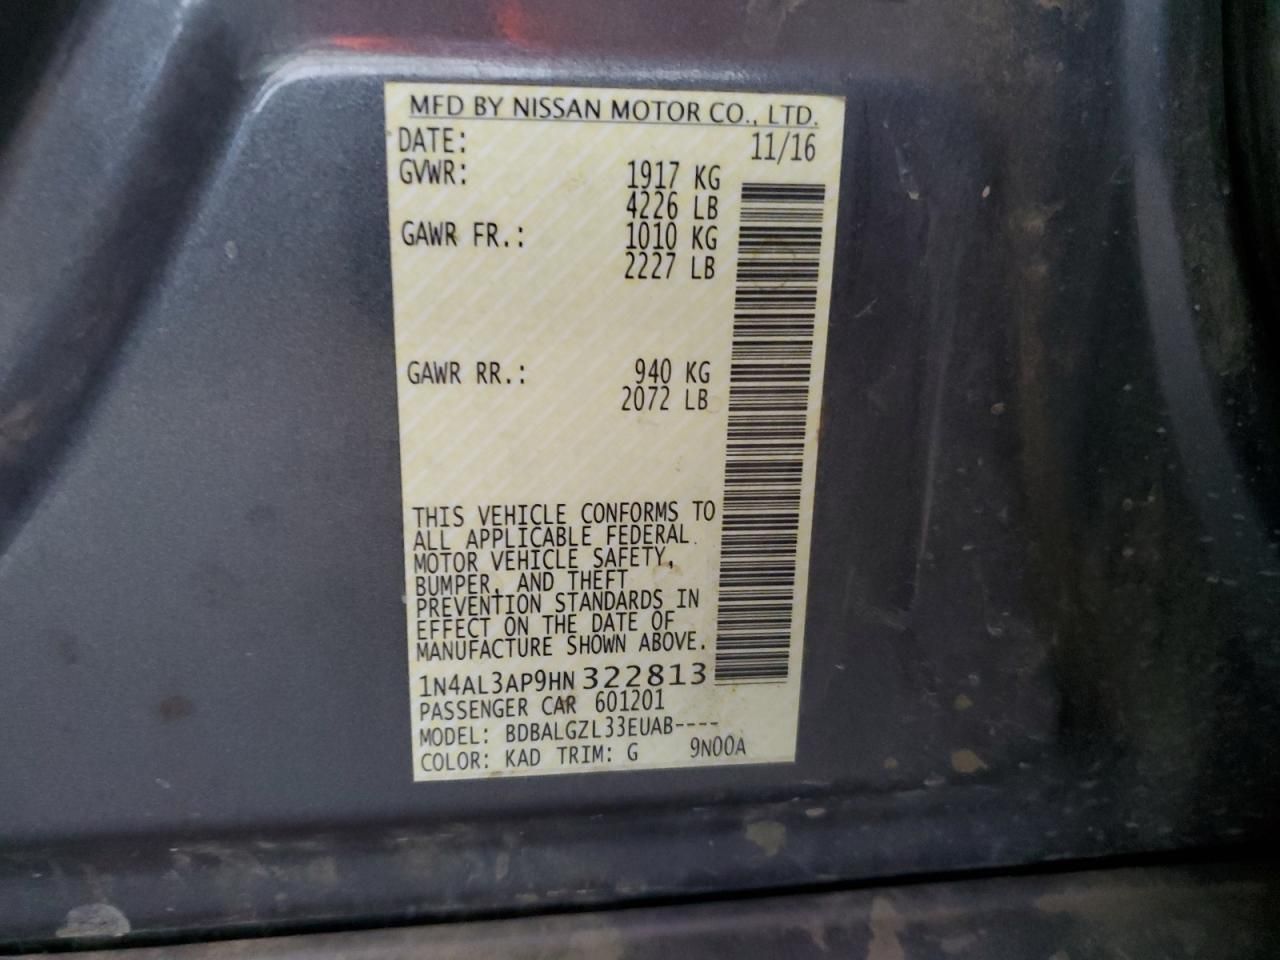 MFD BY NISSAN MOTOR CO., LTD.
DATE: 11/16
GVWR: 1917 KG
4226 LB
GAWR FR.: 1010 KG
2227 LB
GAWR RR.: 940 KG
2072 LB
THIS VEHICLE CONFORMS TO
ALL APPLICABLE FEDERAL
MOTOR VEHICLE SAFETY,
BUMPER, AND THEFT
PREVENTION STANDARDS IN
EFFECT ON THE DATE OF
MANUFACTURE SHOWN ABOVE.
1N4AL3AP9HN 322813
PASSENGER CAR 601201
MODEL: BDBALGZL33EUAB----
COLOR: KAD TRIM: G 9N00A